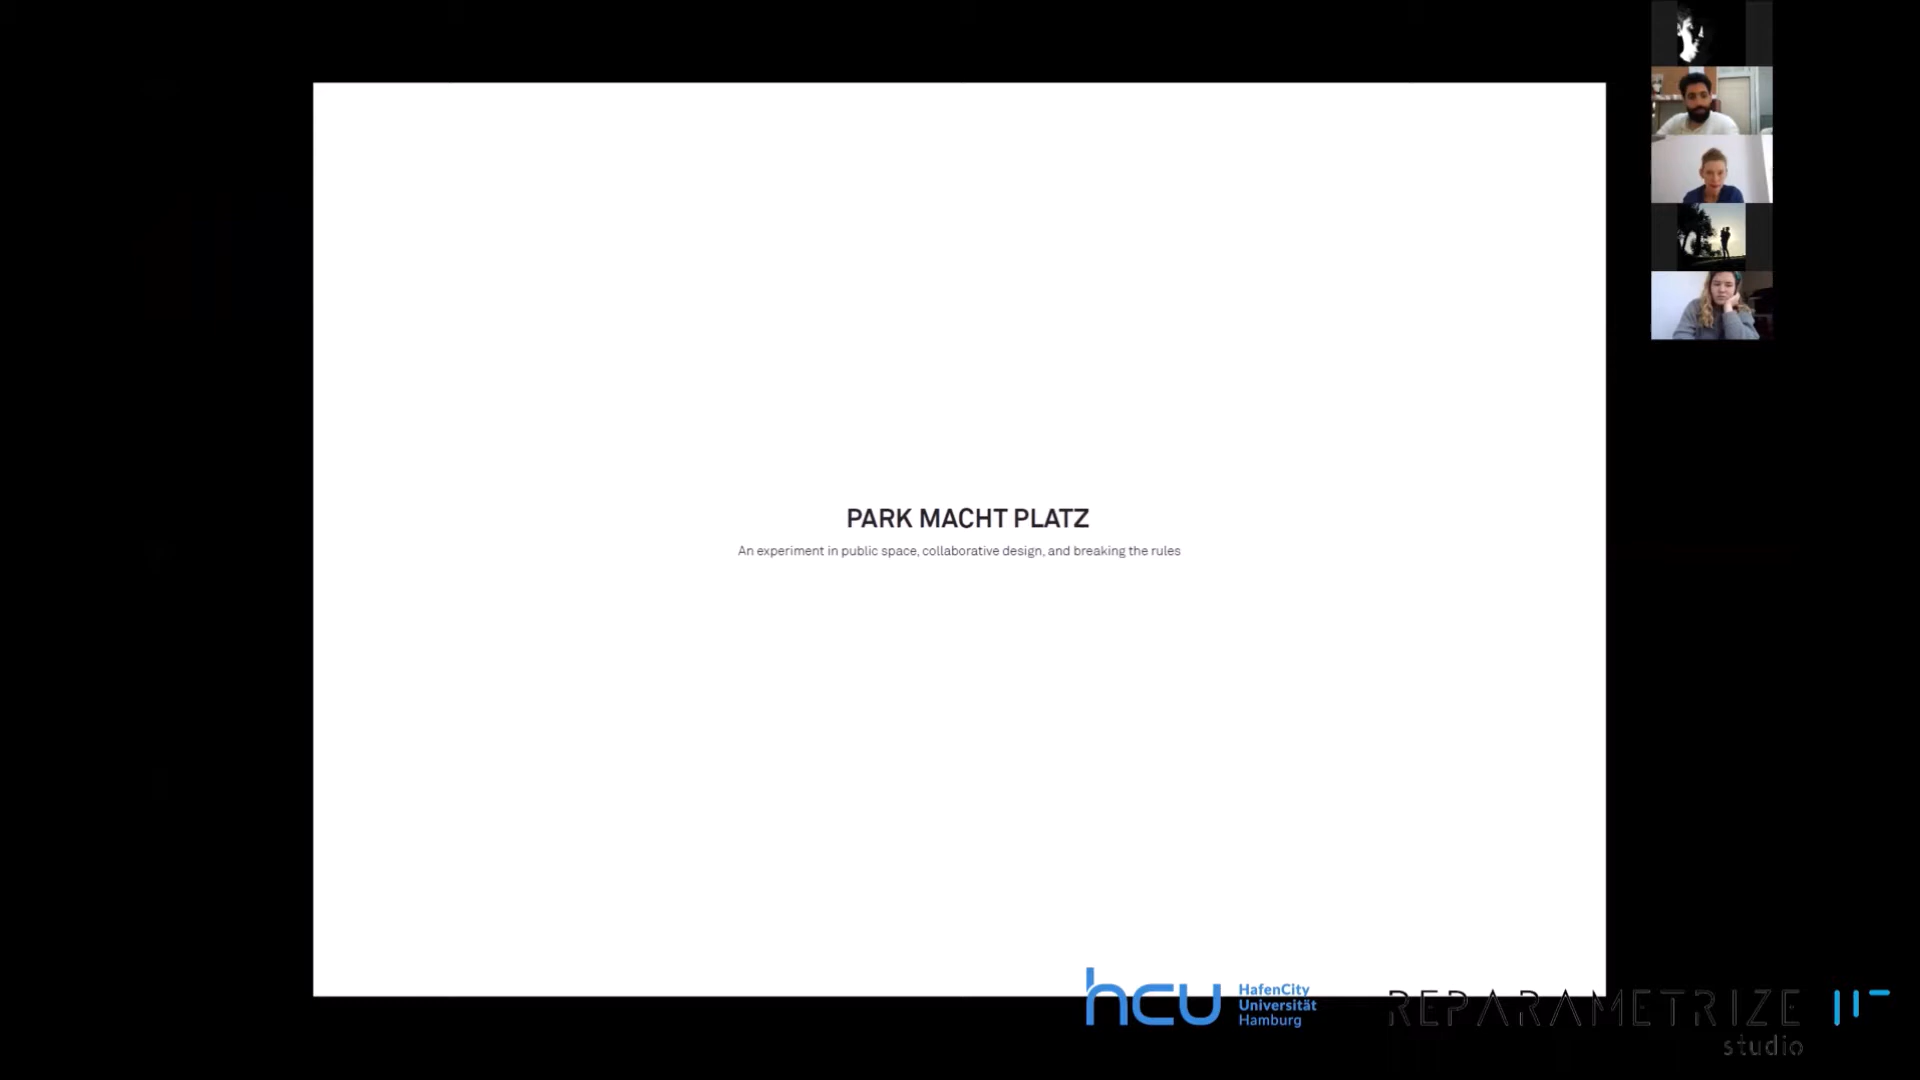 PARK MACHT PLATZ
An experiment in public space, collaborative design, and breaking the rules
hcu
HafenCity
Universität
Hamburg
REPARAMETRIZE
studio